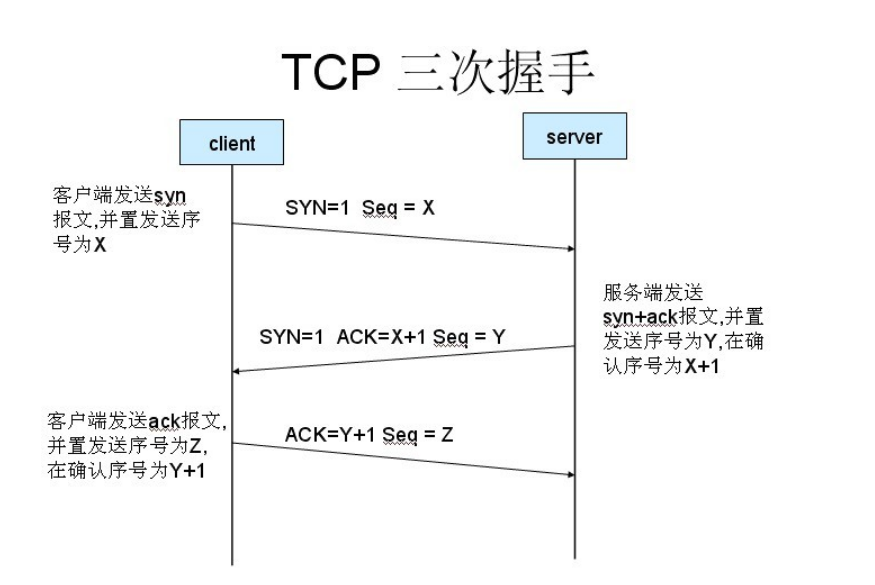 TCP 三次握手
client
server
客户端发送syn
报文,并置发送序
号为X
SYN=1 Seq = X
服务端发送
syn+ack报文,并置
发送序号为Y,在确
认序号为X+1
SYN=1 ACK=X+1 Seq = Y
客户端发送ack报文,
并置发送序号为Z,
在确认序号为Y+1
ACK=Y+1 Seq = Z